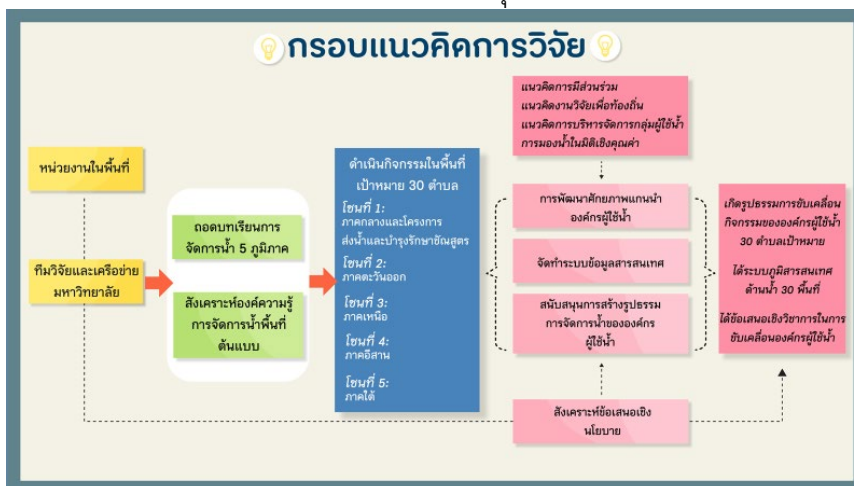 กรอบแนวคิดการวิจัย
แนวคิดการมีส่วนร่วม
แนวคิดงานวิจัยเพื่อท้องถิ่น
แนวคิดการบริหารจัดการกลุ่มผู้ใช้น้ำ
การมองน้ำในมิติเชิงคุณค่า
หน่วยงานในพื้นที่
ทีมวิจัยและเครือข่าย
มหาวิทยาลัย
ถอดบทเรียนการ
จัดการน้ำ 5 ภูมิภาค
สังเคราะห์องค์ความรู้
การจัดการน้ำพื้นที่
ต้นแบบ
ดำเนินกิจกรรมในพื้นที่
เป้าหมาย 30 ตำบล
โซนที่ 1:
ภาคกลางและโครงการ
ส่งน้ำและบำรุงรักษาชัณสูตร
โซนที่ 2:
ภาคตะวันออก
โซนที่ 3:
ภาคเหนือ
โซนที่ 4:
ภาคอีสาน
โซนที่ 5:
ภาคใต้
การพัฒนาศักยภาพแกนนำ
องค์กรผู้ใช้น้ำ
จัดทำระบบข้อมูลสารสนเทศ
สนับสนุนการสร้างรูปธรรม
การจัดการน้ำขององค์กร
ผู้ใช้น้ำ
สังเคราะห์ข้อเสนอเชิง
นโยบาย
เกิดรูปธรรมการขับเคลื่อน
กิจกรรมขององค์กรผู้ใช้น้ำ
30 ตำบลเป้าหมาย
ได้ระบบภูมิสารสนเทศ
ด้านน้ำ 30 พื้นที่
ได้ข้อเสนอเชิงวิชาการในการ
ขับเคลื่อนองค์กรผู้ใช้น้ำ